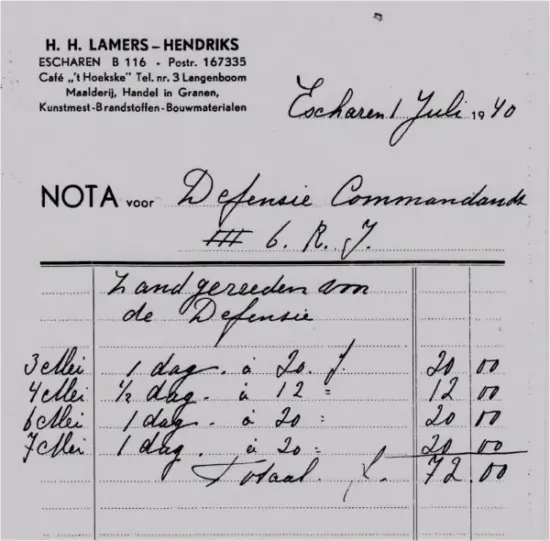 H. H. LAMERS – HENDRIKS
ESCHAREN B 116 - Postr. 167335
Café „'t Hoekske" Tel. nr. 3 Langenboom
Maalderij, Handel in Granen,
Kunstmest-Brandstoffen-Bouwmaterialen
Escharen 1 Juli 1940
NOTA voor Defensie Commandant
III 6. R. J.
Zand gereeden von
de Defensie
3 Mei 1 dag. à 20. f. 20 00
4 Mei ½ dag. à 12 = 12 00
6 Mei 1 dag. à 20 : 20 00
7 Mei 1 dag. à 20 : 20 00
Totaal. f. 72.00